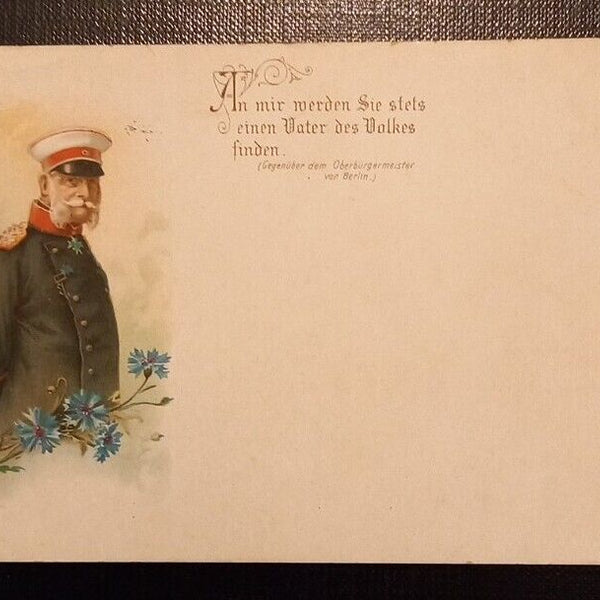 An mir werden Sie stets
einen Vater des Volkes
finden.
(Gegenüber dem Oberbürgermeister
von Berlin.)